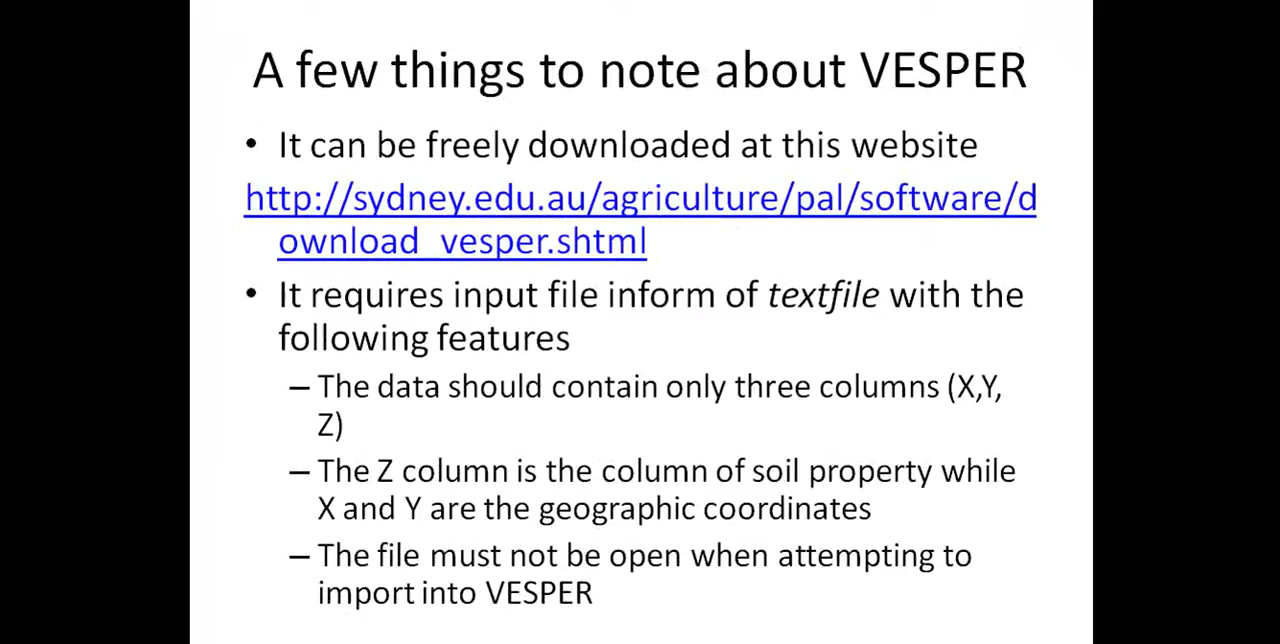 A few things to note about VESPER
• It can be freely downloaded at this website
http://sydney.edu.au/agriculture/pal/software/d
ownload_vesper.shtml
• It requires input file inform of textfile with the
following features
– The data should contain only three columns (X,Y,
Z)
– The Z column is the column of soil property while
X and Y are the geographic coordinates
– The file must not be open when attempting to
import into VESPER